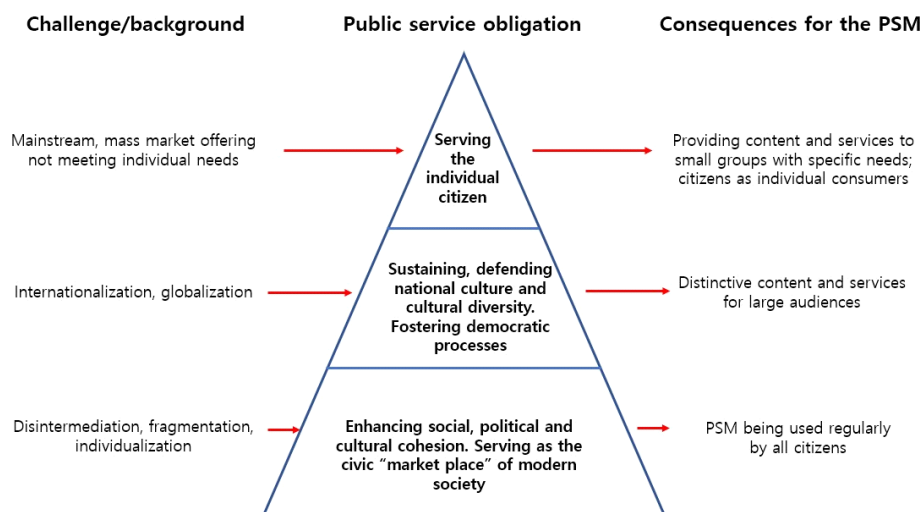 Challenge/background
Public service obligation
Consequences for the PSM
Mainstream, mass market offering
not meeting individual needs
Serving
the
individual
citizen
Providing content and services to
small groups with specific needs;
citizens as individual consumers
Internationalization, globalization
Sustaining, defending
national culture and
cultural diversity.
Fostering democratic
processes
Distinctive content and services
for large audiences
Disintermediation, fragmentation,
individualization
Enhancing social, political and
cultural cohesion. Serving as the
civic “market place” of modern
society
PSM being used regularly
by all citizens